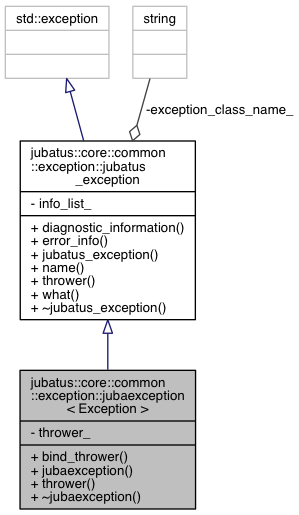 std::exception
string
-exception_class_name_
jubatus::core::common
::exception::jubatus
_exception
- info_list_
+ diagnostic_information()
+ error_info()
+ jubatus_exception()
+ name()
+ thrower()
+ what()
+ ~jubatus_exception()
jubatus::core::common
::exception::jubaexception
< Exception >
- thrower_
+ bind_thrower()
+ jubaexception()
+ thrower()
+ ~jubaexception()